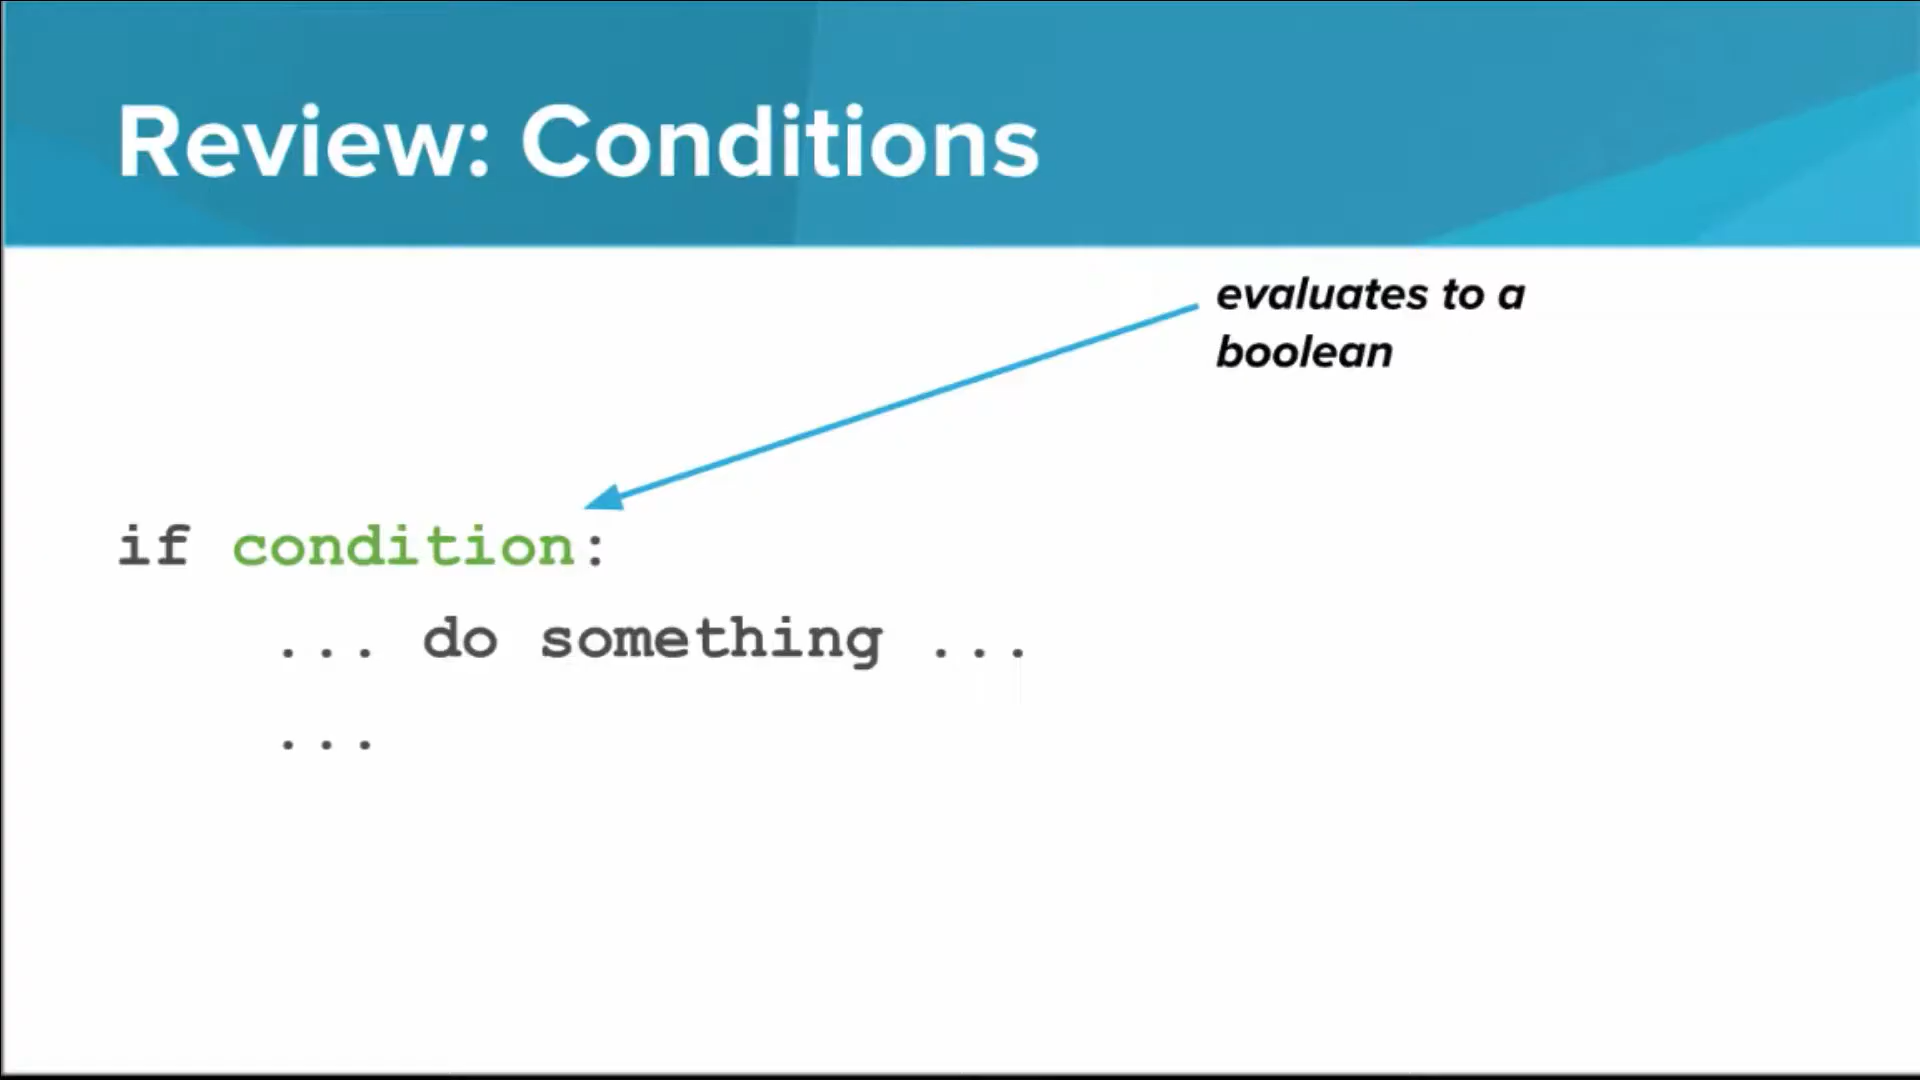 Review: Conditions
evaluates to a
boolean
if condition:
... do something ...
...